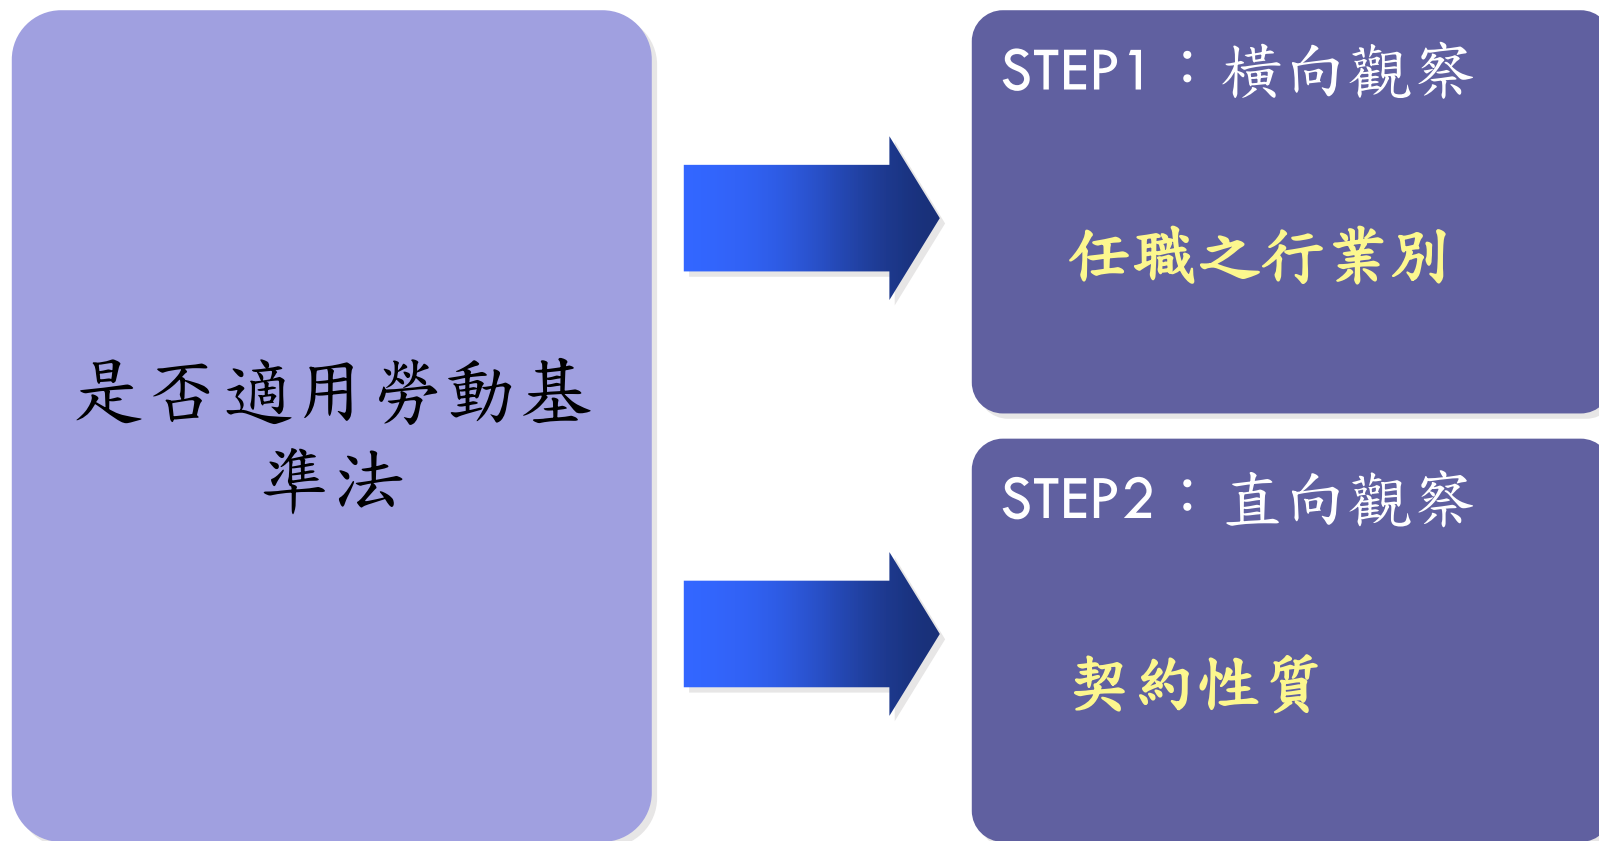 是否適用勞動基
準法
STEP1：橫向觀察
任職之行業別
STEP2：直向觀察
契約性質